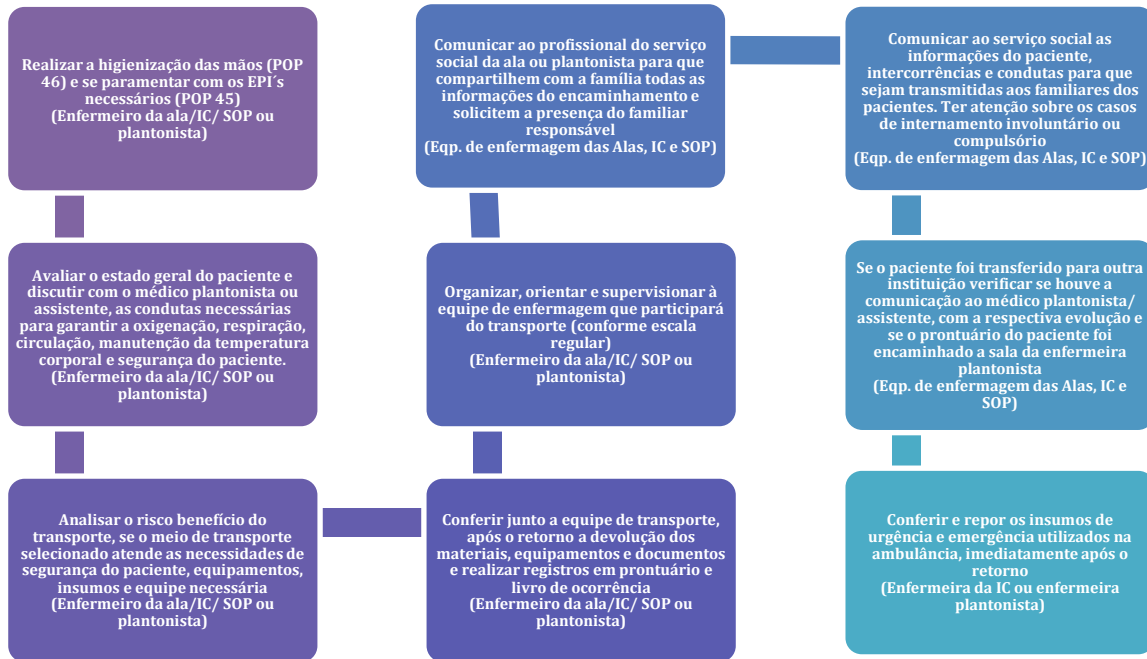 Realizar a higienização das mãos (POP
46) e se paramentar com os EPI´s
necessários (POP 45)
(Enfermeiro da ala/IC/ SOP ou
plantonista)
Avaliar o estado geral do paciente e
discutir com o médico plantonista ou
assistente, as condutas necessárias
para garantir a oxigenação, respiração,
circulação, manutenção da temperatura
corporal e segurança do paciente.
(Enfermeiro da ala/IC/ SOP ou
plantonista)
Analisar o risco benefício do
transporte, se o meio de transporte
selecionado atende as necessidades de
segurança do paciente, equipamentos,
insumos e equipe necessária
(Enfermeiro da ala/IC/ SOP ou
plantonista)
Conferir junto a equipe de transporte,
após o retorno a devolução dos
materiais, equipamentos e documentos
e realizar registros em prontuário e
livro de ocorrência
(Enfermeiro da ala/IC/ SOP ou
plantonista)
Organizar, orientar e supervisionar à
equipe de enfermagem que participará
do transporte (conforme escala
regular)
(Enfermeiro da ala/IC/ SOP ou
plantonista)
Comunicar ao profissional do serviço
social da ala ou plantonista para que
compartilhem com a família todas as
informações do encaminhamento e
solicitem a presença do familiar
responsável
(Eqp. de enfermagem das Alas, IC e SOP)
Comunicar ao serviço social as
informações do paciente,
intercorrências e condutas para que
sejam transmitidas aos familiares dos
pacientes. Ter atenção sobre os casos
de internamento involuntário ou
compulsório
(Eqp. de enfermagem das Alas, IC e SOP)
Se o paciente foi transferido para outra
instituição verificar se houve a
comunicação ao médico plantonista/
assistente, com a respectiva evolução e
se o prontuário do paciente foi
encaminhado a sala da enfermeira
plantonista
(Eqp. de enfermagem das Alas, IC e
SOP)
Conferir e repor os insumos de
urgência e emergência utilizados na
ambulância, imediatamente após o
retorno
(Enfermeira da IC ou enfermeira
plantonista)